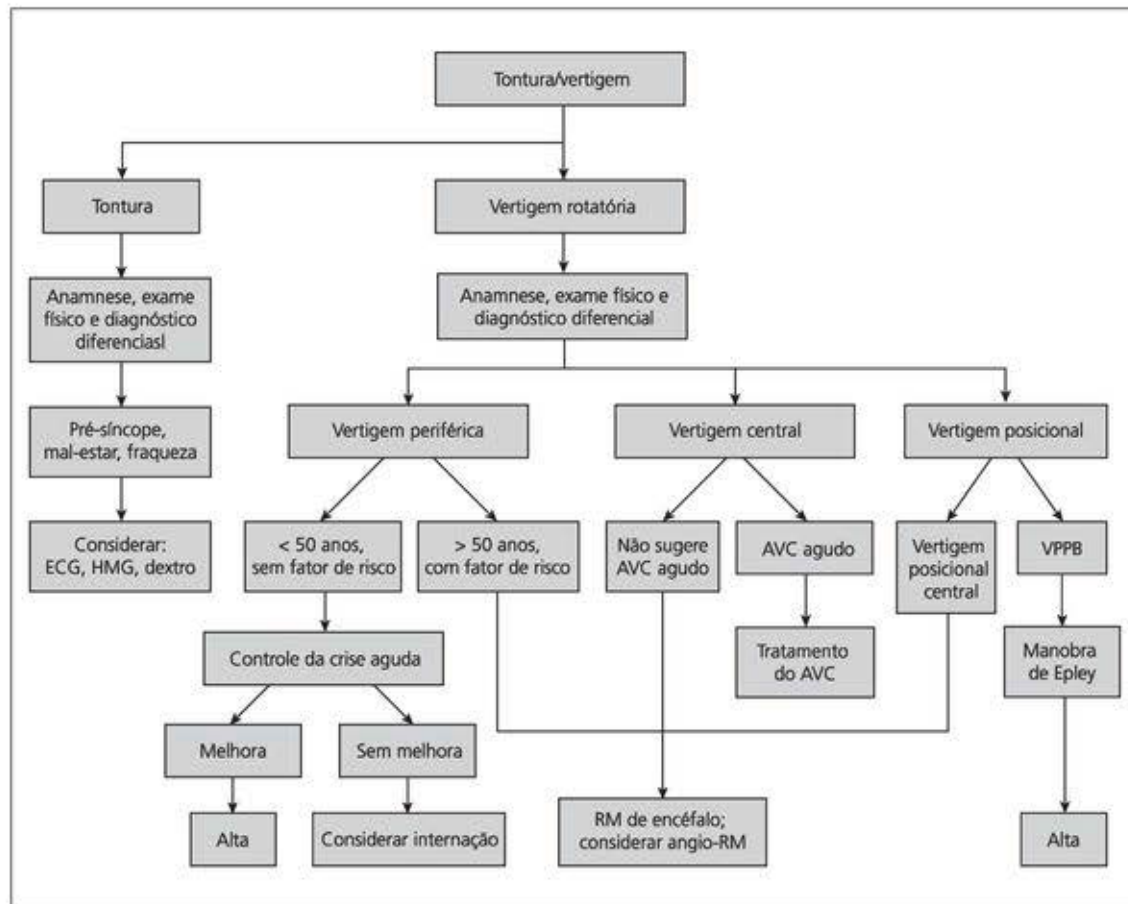 Tontura/vertigem
Tontura
Vertigem rotatória
Anamnese, exame
físico e diagnóstico
diferenciasl
Anamnese, exame físico e
diagnóstico diferencial
Pré-síncope,
mal-estar, fraqueza
Vertigem periférica
Vertigem central
Vertigem posicional
Considerar:
ECG, HMG, dextro
< 50 anos,
sem fator de risco
> 50 anos,
com fator de risco
Não sugere
AVC agudo
AVC agudo
Vertigem
posicional
central
VPPB
Controle da crise aguda
Tratamento
do AVC
Manobra
de Epley
Melhora
Sem melhora
Alta
Considerar internação
RM de encéfalo;
considerar angio-RM
Alta